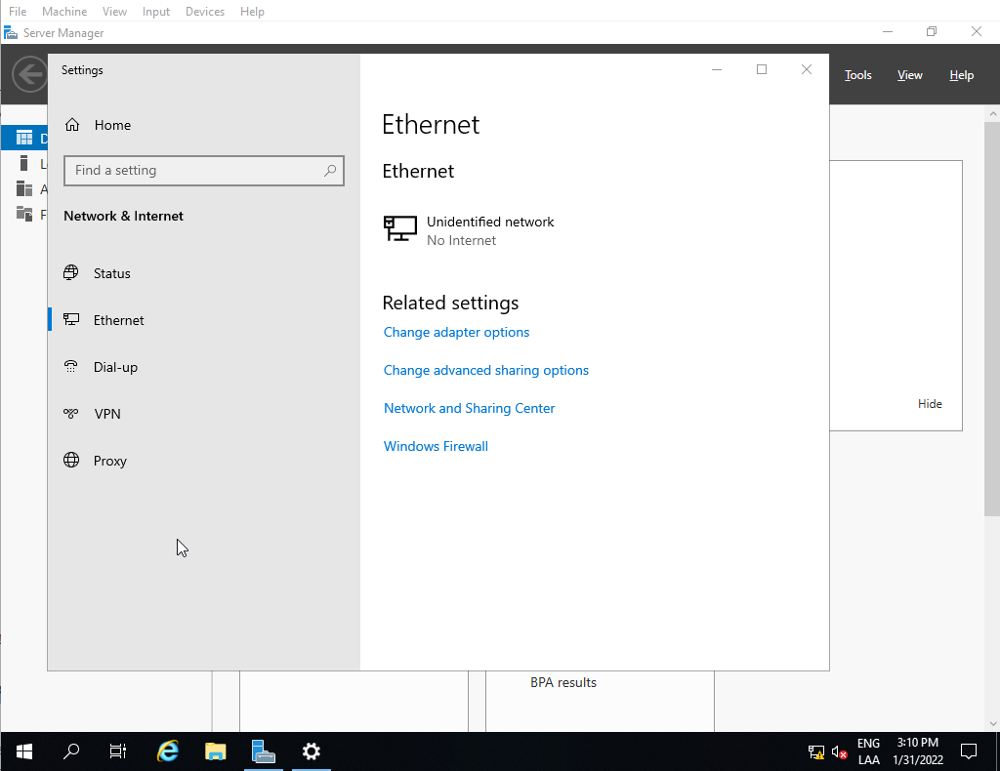 File Machine View Input Devices Help
Server Manager
Settings
Tools View Help
Home
Find a setting
Network & Internet
Status
Ethernet
Dial-up
VPN
Proxy
Ethernet
Ethernet
Unidentified network
No Internet
Related settings
Change adapter options
Change advanced sharing options
Network and Sharing Center
Windows Firewall
D
L
A
F
Hide
BPA results
ENG
LAA
3:10 PM
1/31/2022